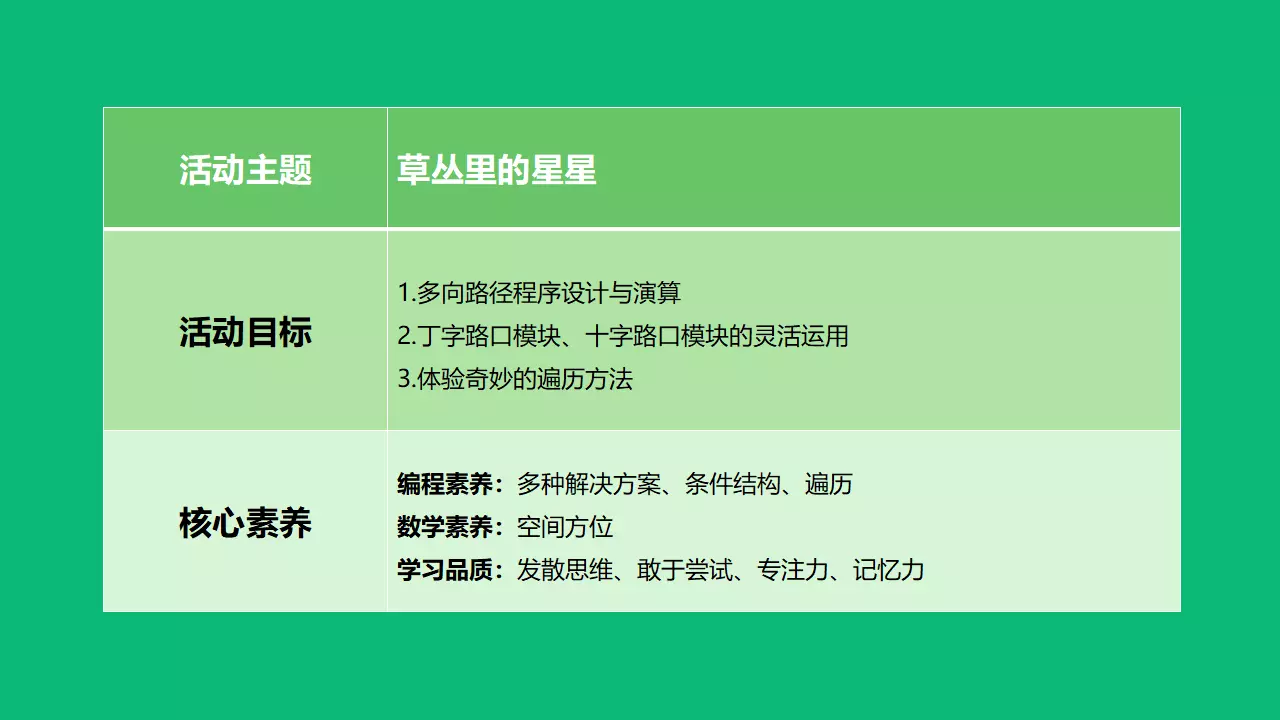 活动主题
草丛里的星星
活动目标
1.多向路径程序设计与演算
2.丁字路口模块、十字路口模块的灵活运用
3.体验奇妙的遍历方法
核心素养
编程素养：多种解决方案、条件结构、遍历
数学素养：空间方位
学习品质：发散思维、敢于尝试、专注力、记忆力